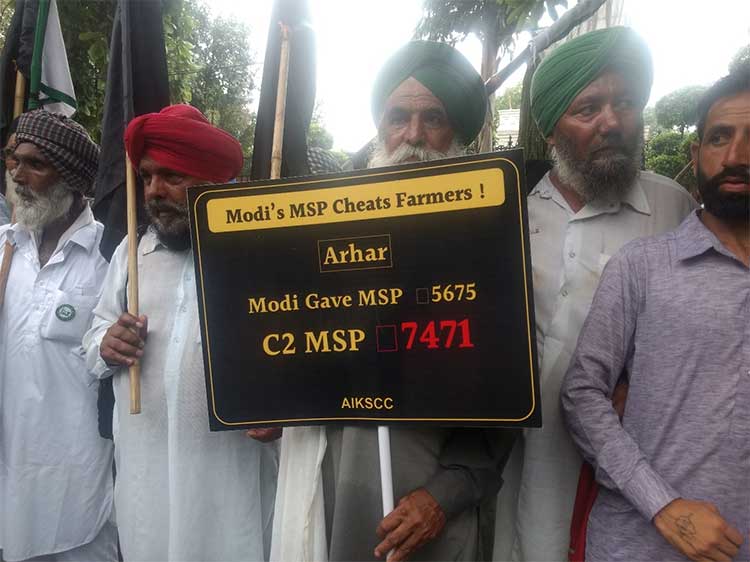 Modi's MSP Cheats Farmers !
Arhar
Modi Gave MSP □5675
C2 MSP □7471
AIKSCC